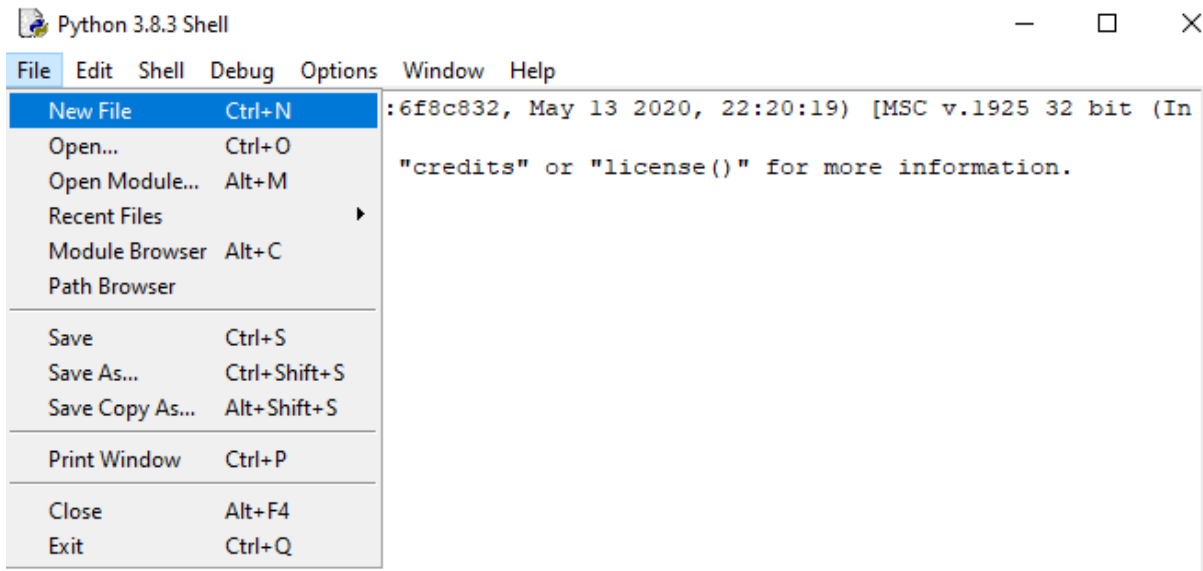 Python 3.8.3 Shell
File Edit Shell Debug Options Window Help
New File Ctrl+N
:6f8c832, May 13 2020, 22:20:19) [MSC v.1925 32 bit (In
Open... Ctrl+O
"credits" or "license()" for more information.
Open Module... Alt+M
Recent Files
Module Browser Alt+C
Path Browser
Save Ctrl+S
Save As... Ctrl+Shift+S
Save Copy As... Alt+Shift+S
Print Window Ctrl+P
Close Alt+F4
Exit Ctrl+Q